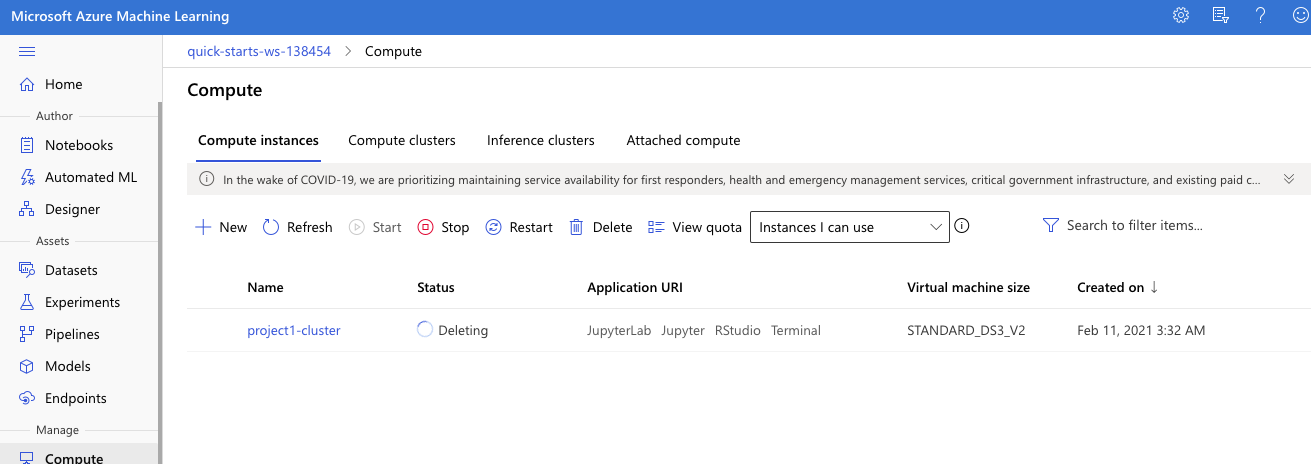 Microsoft Azure Machine Learning
quick-starts-ws-138454 > Compute
Home
Author
Notebooks
Automated ML
Designer
Assets
Datasets
Experiments
Pipelines
Models
Endpoints
Manage
Compute
Compute
Compute instances Compute clusters Inference clusters Attached compute
In the wake of COVID-19, we are prioritizing maintaining service availability for first responders, health and emergency management services, critical government infrastructure, and existing paid c...
New Refresh Start Stop Restart Delete View quota Instances I can use Search to filter items...
Name Status Application URI Virtual machine size Created on ↓
project1-cluster Deleting JupyterLab Jupyter RStudio Terminal STANDARD_DS3_V2 Feb 11, 2021 3:32 AM